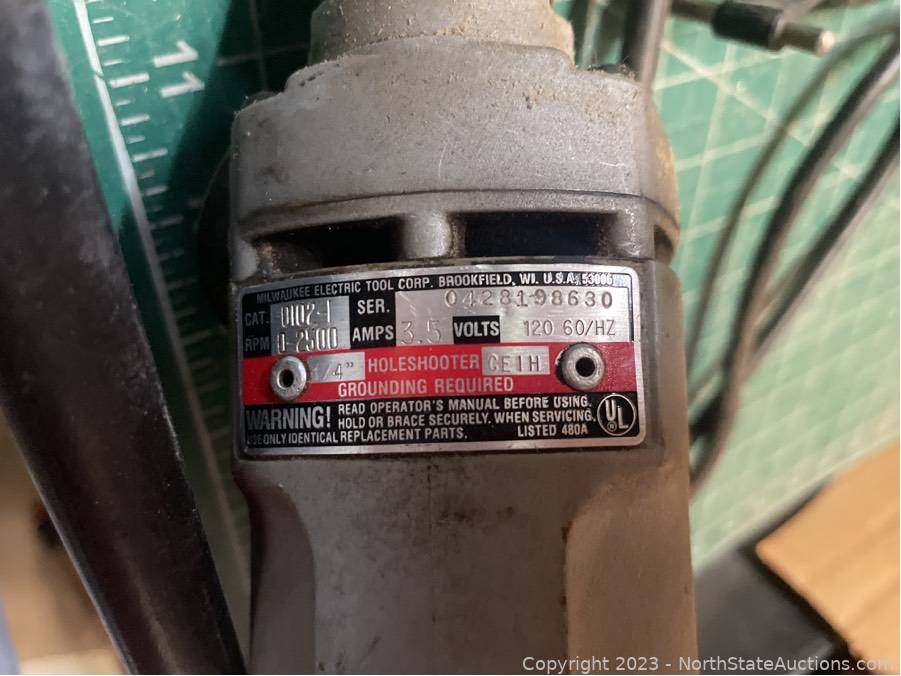 11
MILWAUKEE ELECTRIC TOOL CORP. BROOKFIELD, WI. U.S.A. 53005
CAT. 0102-1 SER. 0428198630
RPM 0-2500 AMPS 3.5 VOLTS 120 60/HZ
1/4" HOLESHOOTER CE1H
GROUNDING REQUIRED
WARNING! READ OPERATOR'S MANUAL BEFORE USING.
HOLD OR BRACE SECURELY. WHEN SERVICING,
USE ONLY IDENTICAL REPLACEMENT PARTS. LISTED 480A
UL
Copyright © 2023 - NorthStateAuctions.com